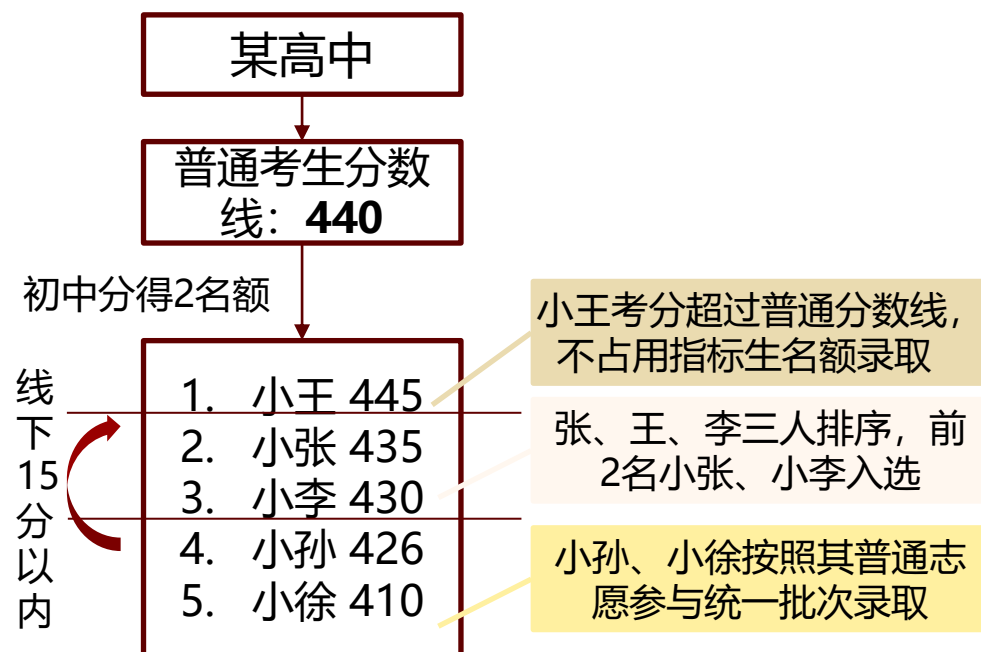 某高中
普通考生分数
线：440
初中分得2名额
线
下
15
分
以
内
1. 小王 445
2. 小张 435
3. 小李 430
4. 小孙 426
5. 小徐 410
小王考分超过普通分数线，
不占用指标生名额录取
张、王、李三人排序，前
2名小张、小李入选
小孙、小徐按照其普通志
愿参与统一批次录取